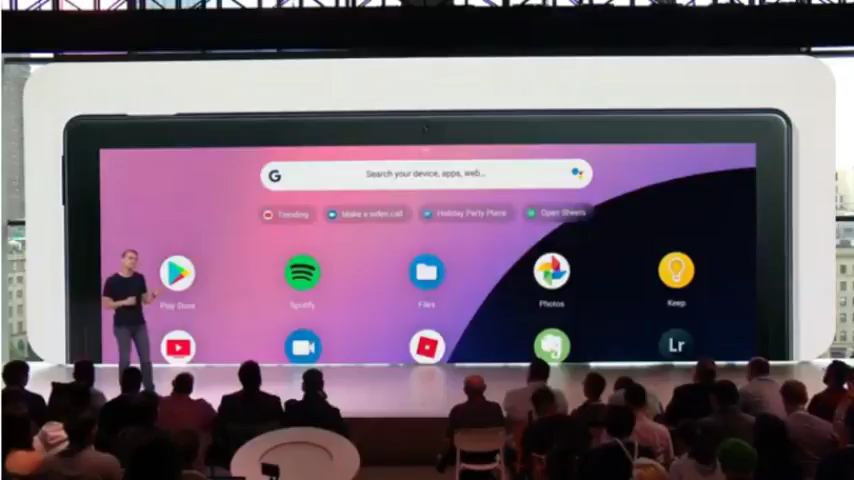 G Search your device, apps, web...
Trending Make a video call Holiday Party Plans Open Sheets
Play Store Spotify Files Photos Keep
Lr